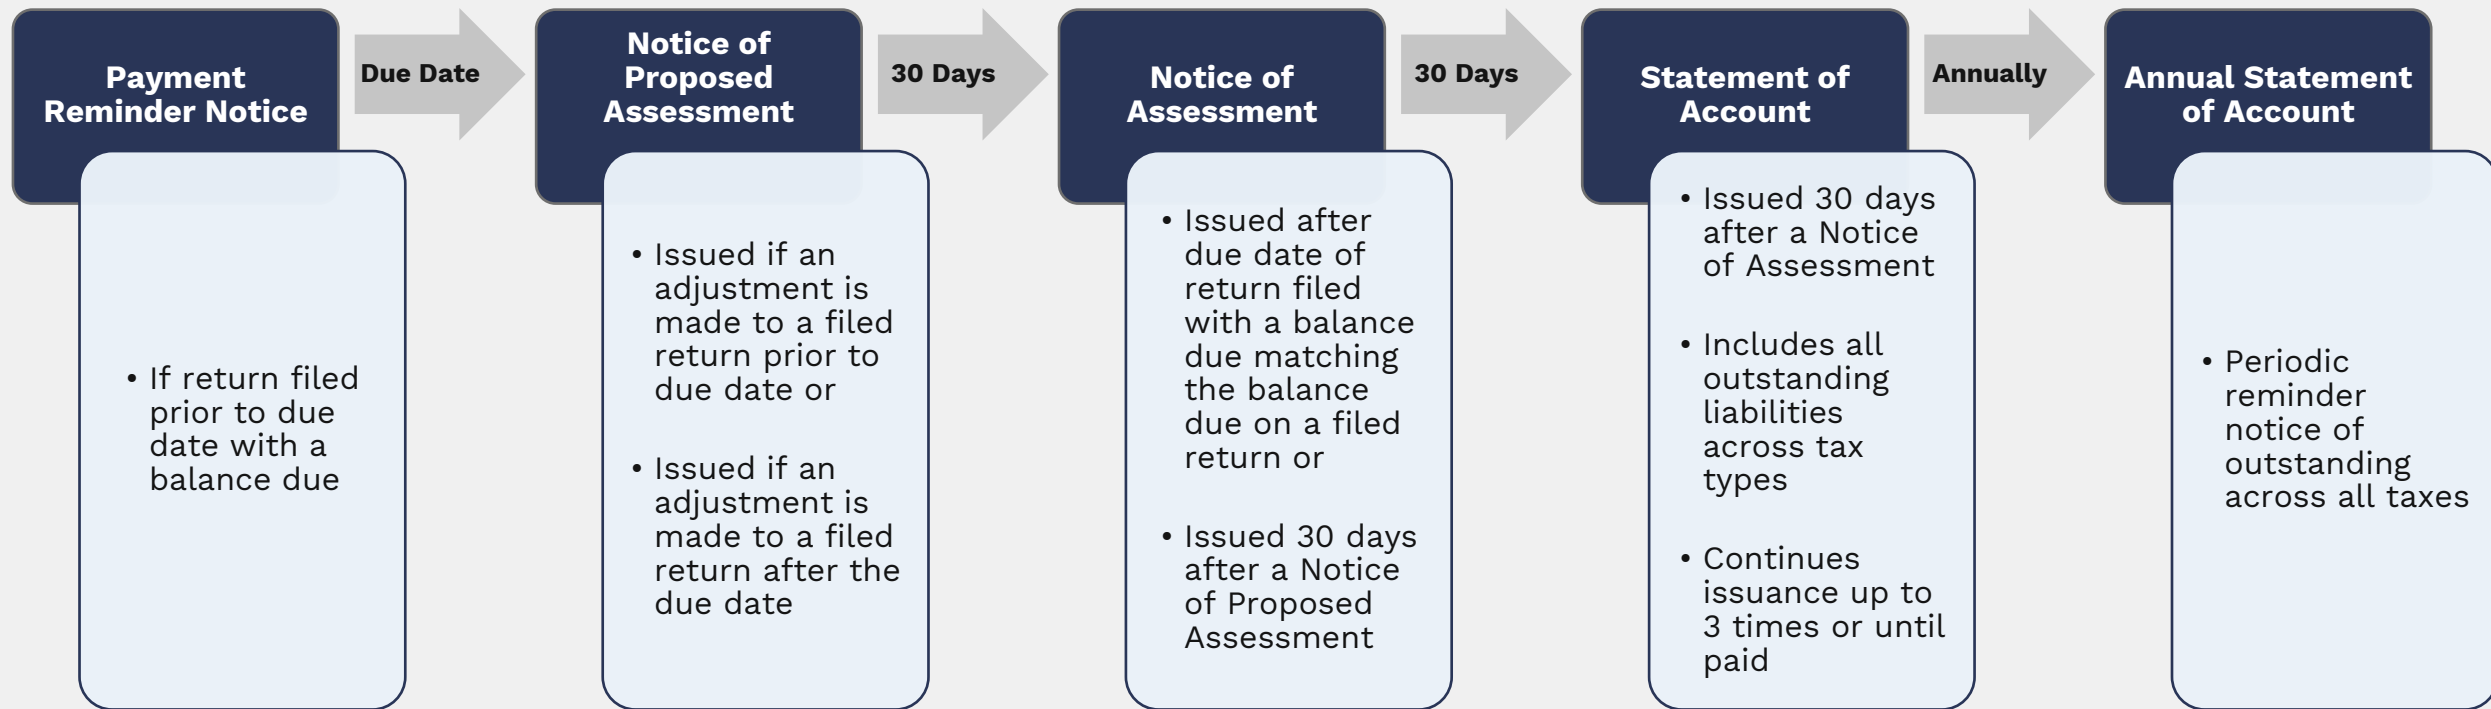 Payment
Reminder Notice
• If return filed
prior to due
date with a
balance due
Due Date
Notice of
Proposed
Assessment
• Issued if an
adjustment is
made to a filed
return prior to
due date or
• Issued if an
adjustment is
made to a filed
return after the
due date
30 Days
Notice of
Assessment
• Issued after
due date of
return filed
with a balance
due matching
the balance
due on a filed
return or
• Issued 30 days
after a Notice
of Proposed
Assessment
30 Days
Statement of
Account
• Issued 30 days
after a Notice
of Assessment
• Includes all
outstanding
liabilities
across tax
types
• Continues
issuance up to
3 times or until
paid
Annually
Annual Statement
of Account
• Periodic
reminder
notice of
outstanding
across all taxes